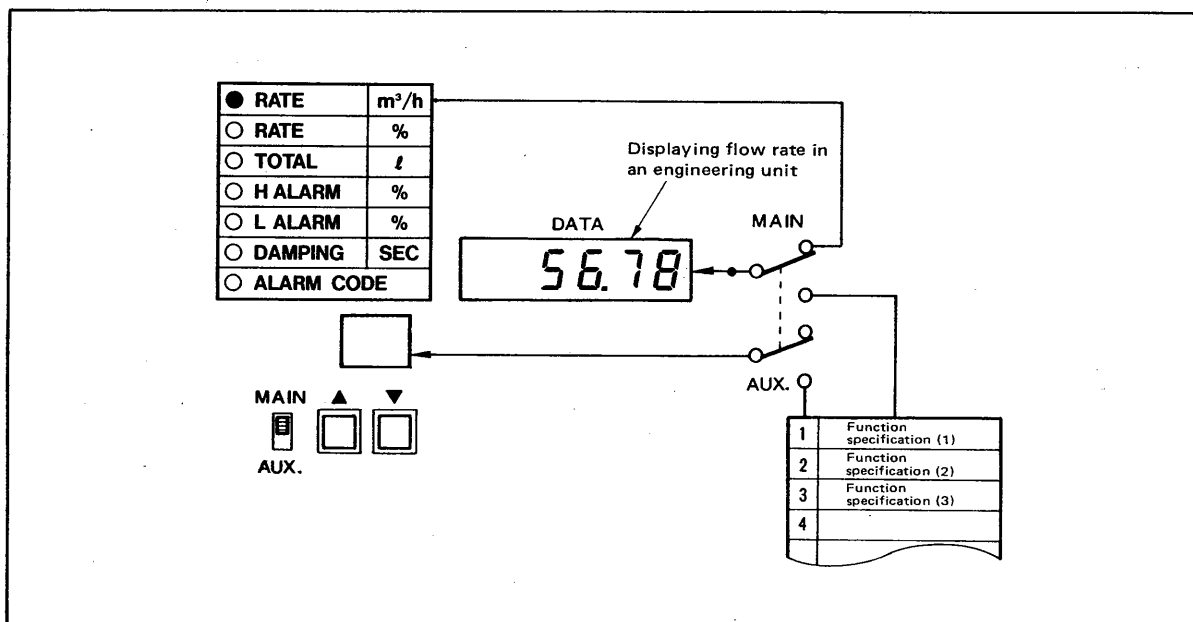 ● RATE m³/h
○ RATE %
○ TOTAL ℓ
○ H ALARM %
○ L ALARM %
○ DAMPING SEC
○ ALARM CODE
Displaying flow rate in
an engineering unit
DATA
56.78
MAIN
AUX.
MAIN ▲ ▼
AUX.
1 Function
specification (1)
2 Function
specification (2)
3 Function
specification (3)
4